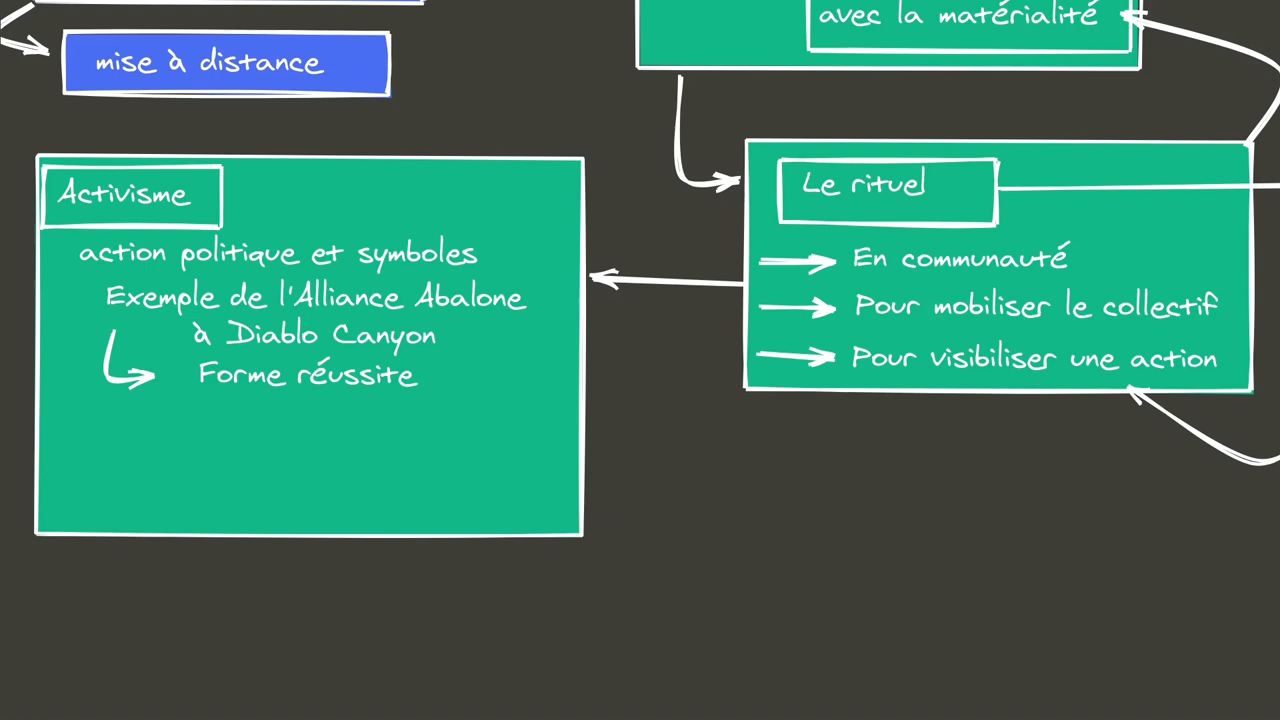 avec la matérialité
mise à distance
Activisme
action politique et symboles
Exemple de l'Alliance Abalone
à Diablo Canyon
Forme réussite
Le rituel
En communauté
Pour mobiliser le collectif
Pour visibiliser une action